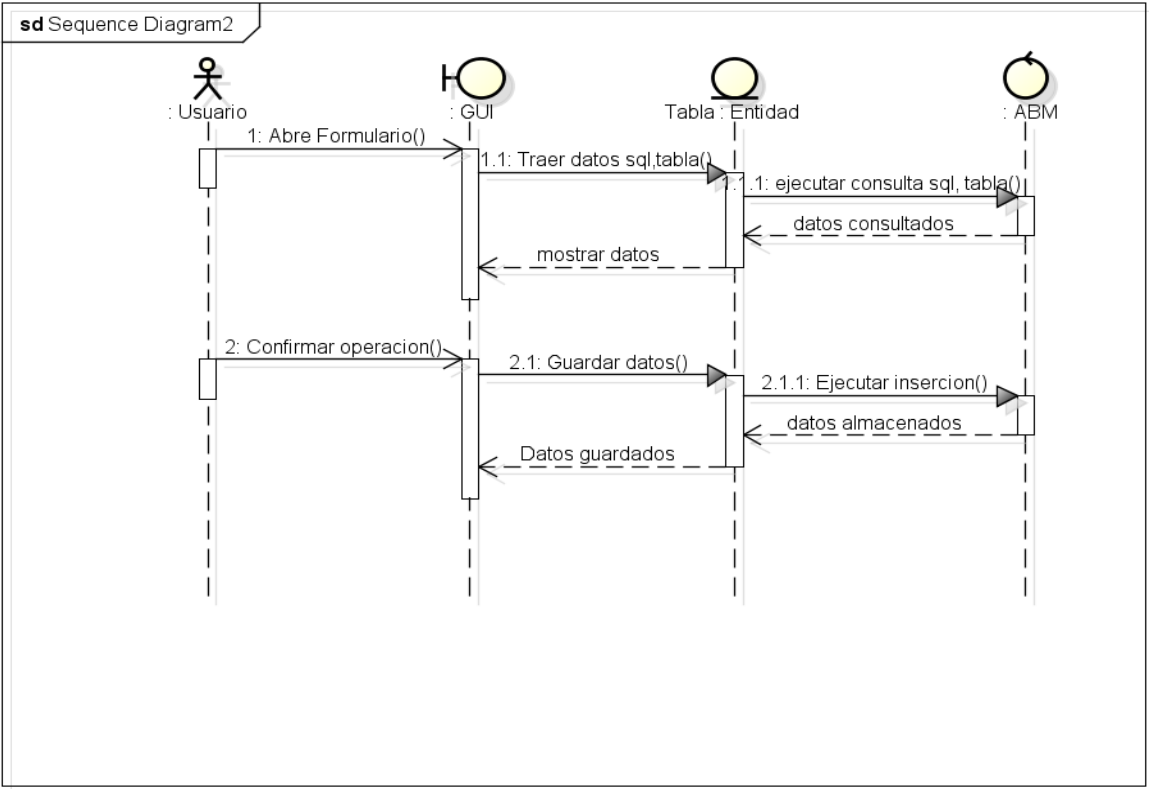 sd Sequence Diagram2
: Usuario
: GUI
Tabla : Entidad
: ABM
1: Abre Formulario()
1.1: Traer datos sql,tabla()
1.1.1: ejecutar consulta sql, tabla()
datos consultados
mostrar datos
2: Confirmar operacion()
2.1: Guardar datos()
2.1.1: Ejecutar insercion()
datos almacenados
Datos guardados